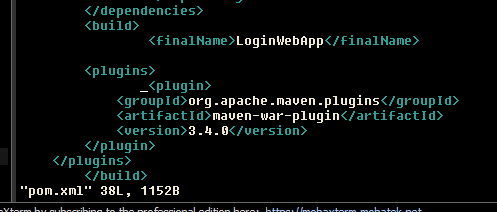 </dependencies>
<build>
<finalName>LoginWebApp</finalName>
<plugins>
_<plugin>
<groupId>org.apache.maven.plugins</groupId>
<artifactId>maven-war-plugin</artifactId>
<version>3.4.0</version>
</plugin>
</plugins>
</build>
"pom.xml" 38L, 1152B
by subscribing to the professional edition here: https://mobaxterm.mobatek.net